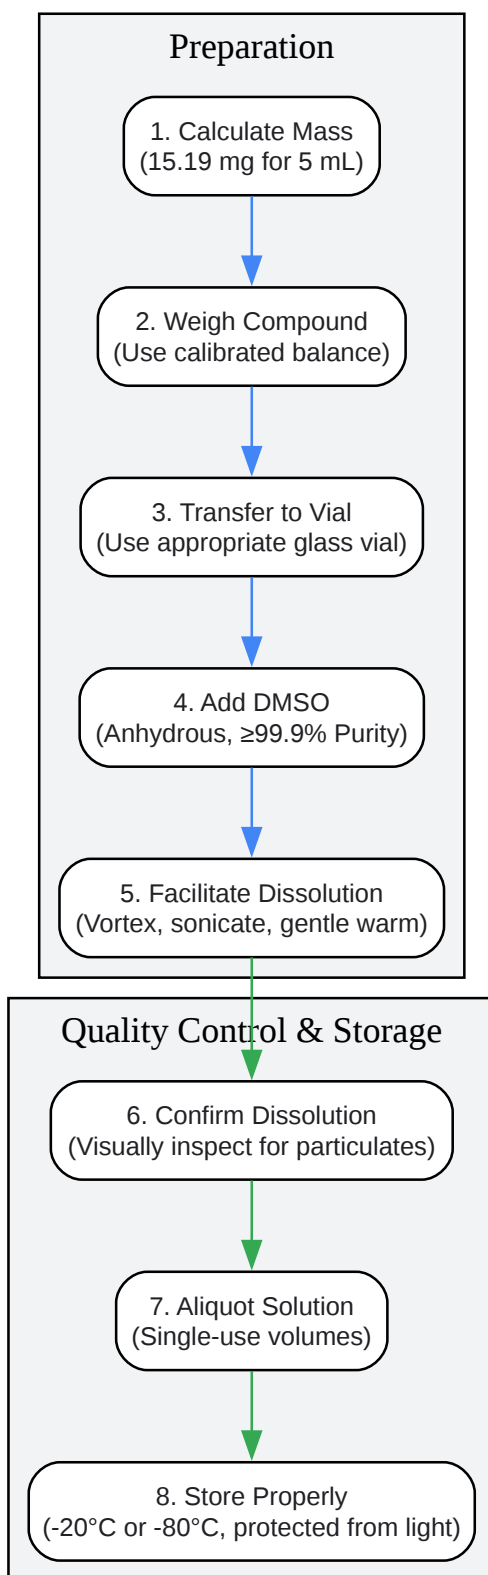 Preparation
1. Calculate Mass
(15.19 mg for 5 mL)
2. Weigh Compound
(Use calibrated balance)
3. Transfer to Vial
(Use appropriate glass vial)
4. Add DMSO
(Anhydrous, ≥99.9% Purity)
5. Facilitate Dissolution
(Vortex, sonicate, gentle warm)
Quality Control & Storage
6. Confirm Dissolution
(Visually inspect for particulates)
7. Aliquot Solution
(Single-use volumes)
8. Store Properly
(-20°C or -80°C, protected from light)